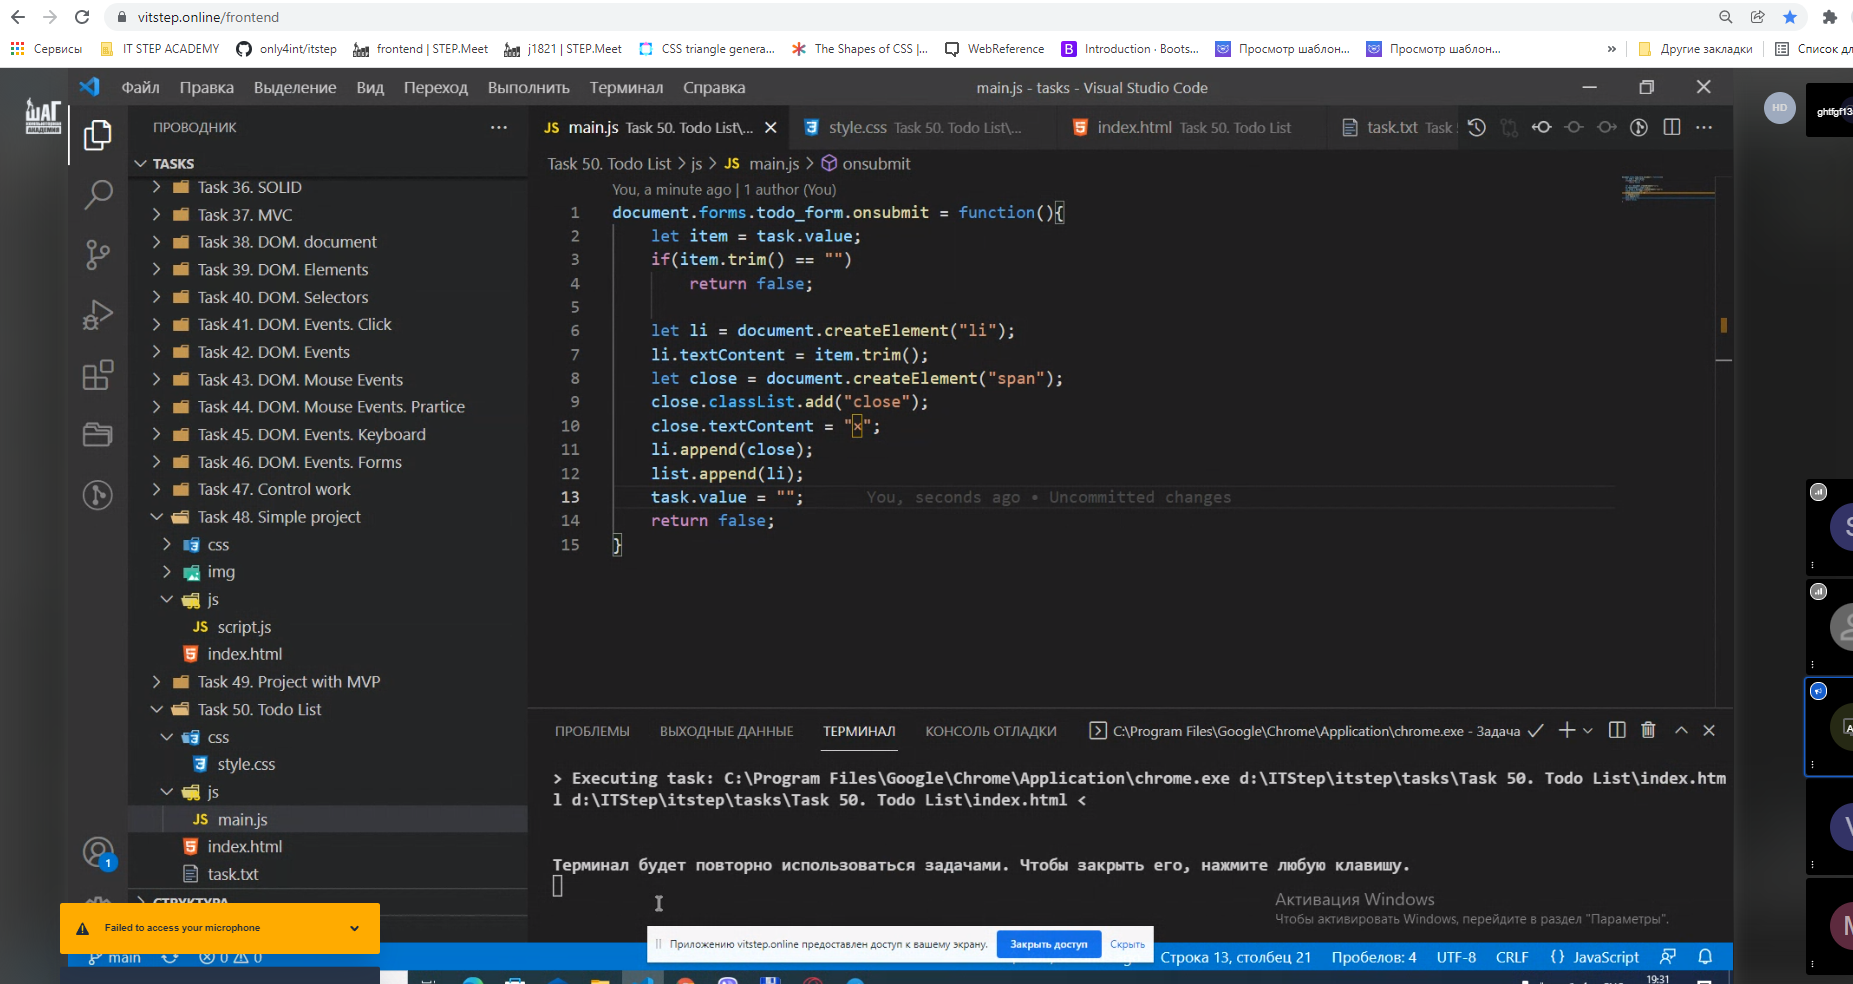 vitstep.online/frontend
Сервисы IT STEP ACADEMY only4int/itstep frontend | STEP.Meet j1821 | STEP.Meet CSS triangle genera... The Shapes of CSS |... WebReference Introduction · Boots... Просмотр шаблон... Просмотр шаблон... » Другие закладки Список дл
ШАГ
АКАДЕМИЯ
Файл Правка Выделение Вид Переход Выполнить Терминал Справка main.js - tasks - Visual Studio Code
HD
ghtfgf13
ПРОВОДНИК
JS main.js Task 50. Todo List\... style.css Task 50. Todo List\... index.html Task 50. Todo List task.txt Task
TASKS
Task 50. Todo List > js > JS main.js > onsubmit
Task 36. SOLID
Task 37. MVC
Task 38. DOM. document
Task 39. DOM. Elements
Task 40. DOM. Selectors
Task 41. DOM. Events. Click
Task 42. DOM. Events
Task 43. DOM. Mouse Events
Task 44. DOM. Mouse Events. Prartice
Task 45. DOM. Events. Keyboard
Task 46. DOM. Events. Forms
Task 47. Control work
Task 48. Simple project
css
img
js
JS script.js
index.html
Task 49. Project with MVP
Task 50. Todo List
css
style.css
js
JS main.js
index.html
task.txt
СТРУКТУРА
You, a minute ago | 1 author (You)
1 document.forms.todo_form.onsubmit = function(){
2 let item = task.value;
3 if(item.trim() == "")
4 return false;
5
6 let li = document.createElement("li");
7 li.textContent = item.trim();
8 let close = document.createElement("span");
9 close.classList.add("close");
10 close.textContent = "×";
11 li.append(close);
12 list.append(li);
13 task.value = ""; You, seconds ago • Uncommitted changes
14 return false;
15 }
ПРОБЛЕМЫ ВЫХОДНЫЕ ДАННЫЕ ТЕРМИНАЛ КОНСОЛЬ ОТЛАДКИ C:\Program Files\Google\Chrome\Application\chrome.exe - Задача
> Executing task: C:\Program Files\Google\Chrome\Application\chrome.exe d:\ITStep\itstep\tasks\Task 50. Todo List\index.htm
l d:\ITStep\itstep\tasks\Task 50. Todo List\index.html <
Терминал будет повторно использоваться задачами. Чтобы закрыть его, нажмите любую клавишу.
1
Активация Windows
Чтобы активировать Windows, перейдите в раздел "Параметры".
Failed to access your microphone
Приложению vitstep.online предоставлен доступ к вашему экрану. Закрыть доступ Скрыть
main 0 0 Строка 13, столбец 21 Пробелов: 4 UTF-8 CRLF {} JavaScript
19:31